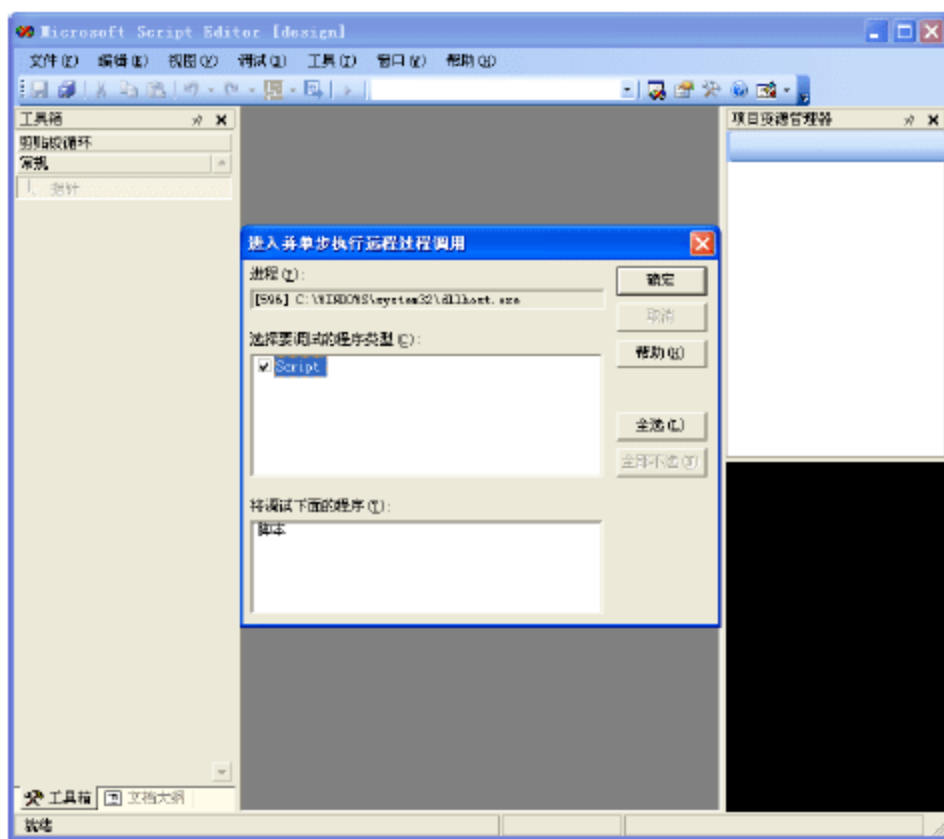 Microsoft Script Editor [design]
文件(F) 编辑(E) 视图(V) 调试(D) 工具(T) 窗口(W) 帮助(H)
工具箱
项目资源管理器
剪贴板循环
常规
指针
进入并单步执行远程过程调用
进程(P):
[596] C:\WINDOWS\system32\dllhost.exe
确定
取消
选择要调试的程序类型(C):
帮助(H)
Script
全选(L)
全部不选(N)
将调试下面的程序(T):
脚本
工具箱 文档大纲
就绪